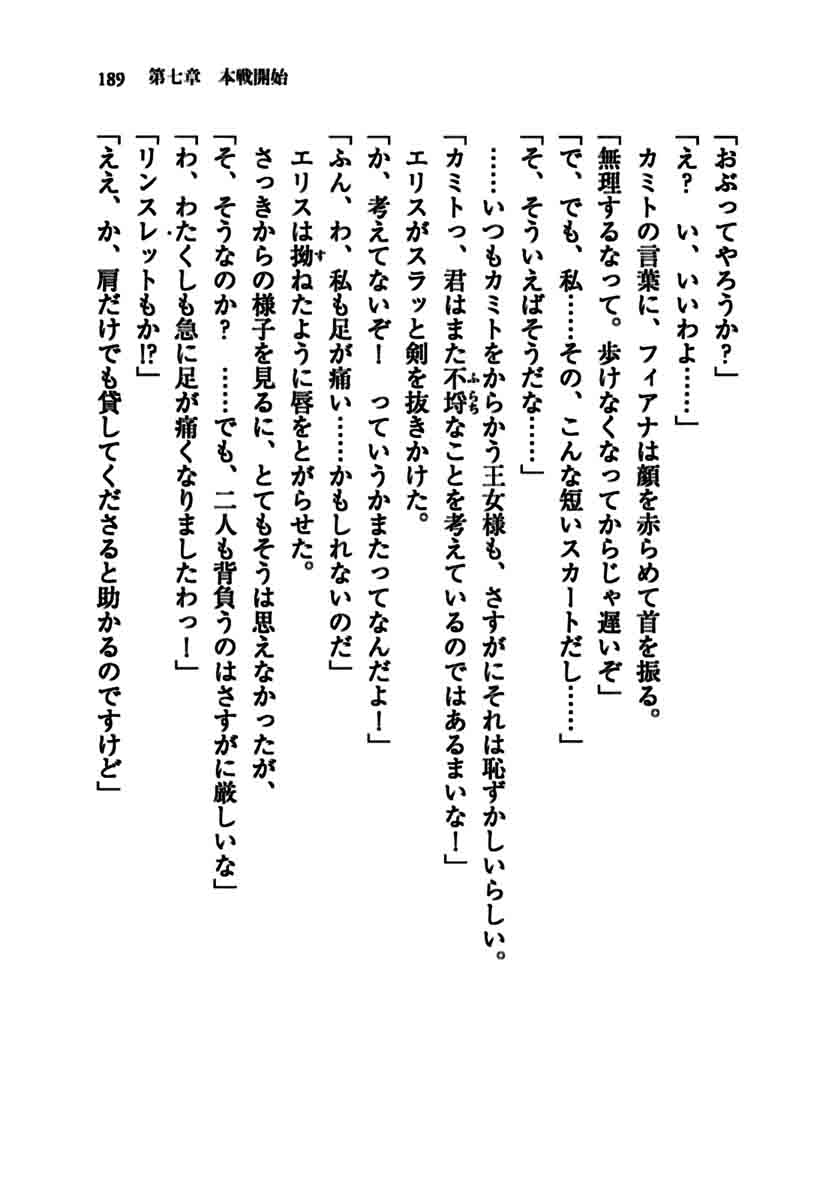 189 第七章 本戦開始
「おぶってやろうか?」
「え? い、いいわよ……」
カミトの言葉に、フィアナは顔を赤らめて首を振る。
「無理するなって。歩けなくなってからじゃ遅いぞ」
「で、でも、私……その、こんな短いスカートだし……」
「そ、そういえばそうだな……」
……いつもカミトをからかう王女様も、さすがにそれは恥ずかしいらしい。
「カミトっ、君はまた不埒なことを考えているのではあるまいな!」
エリスがスラッと剣を抜きかけた。
「か、考えてないぞ! っていうかまたってなんだよ!」
「ふん、わ、私も足が痛い……かもしれないのだ」
エリスは拗ねたように唇をとがらせた。
さっきからの様子を見るに、とてもそうは思えなかったが、
「そ、そうなのか? ……でも、二人も背負うのはさすがに厳しいな」
「わ、わたくしも急に足が痛くなりましたわっ!」
「リンスレットもか!?」
「ええ、か、肩だけでも貸してくださると助かるのですけど」